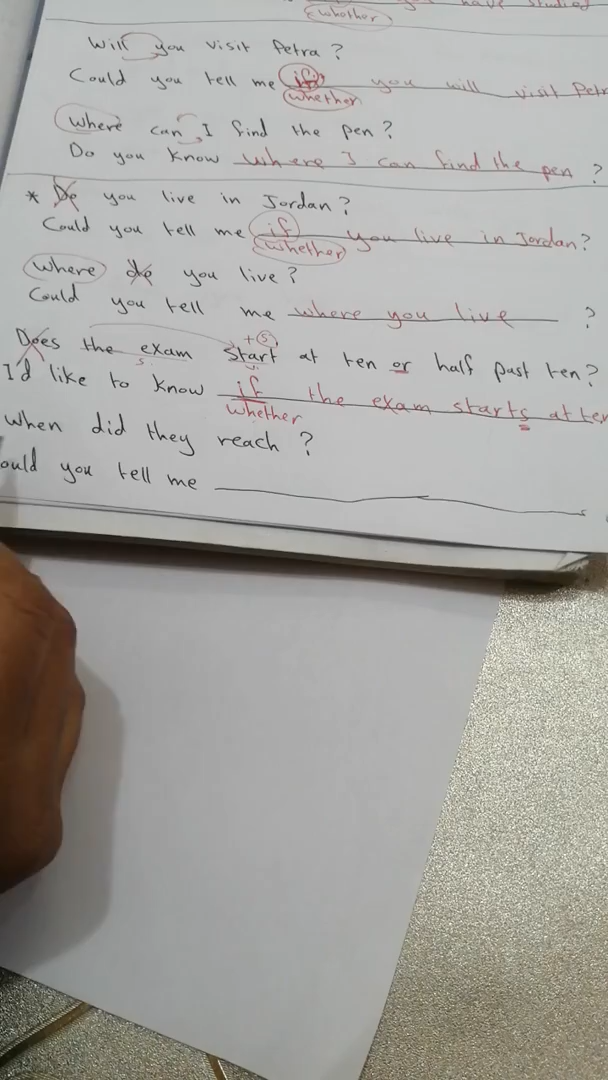 have studied
whether
Will you visit Petra?
Could you tell me if you will visit Petr
whether
Where can I find the pen?
Do you know where I can find the pen ?
* Do you live in Jordan?
Could you tell me if you live in Jordan?
whether
Where do you live?
Could you tell me where you live ?
+ s
Does the exam start at ten or half past ten?
s
I'd like to know if the exam starts at ten
whether
When did they reach ?
ould you tell me